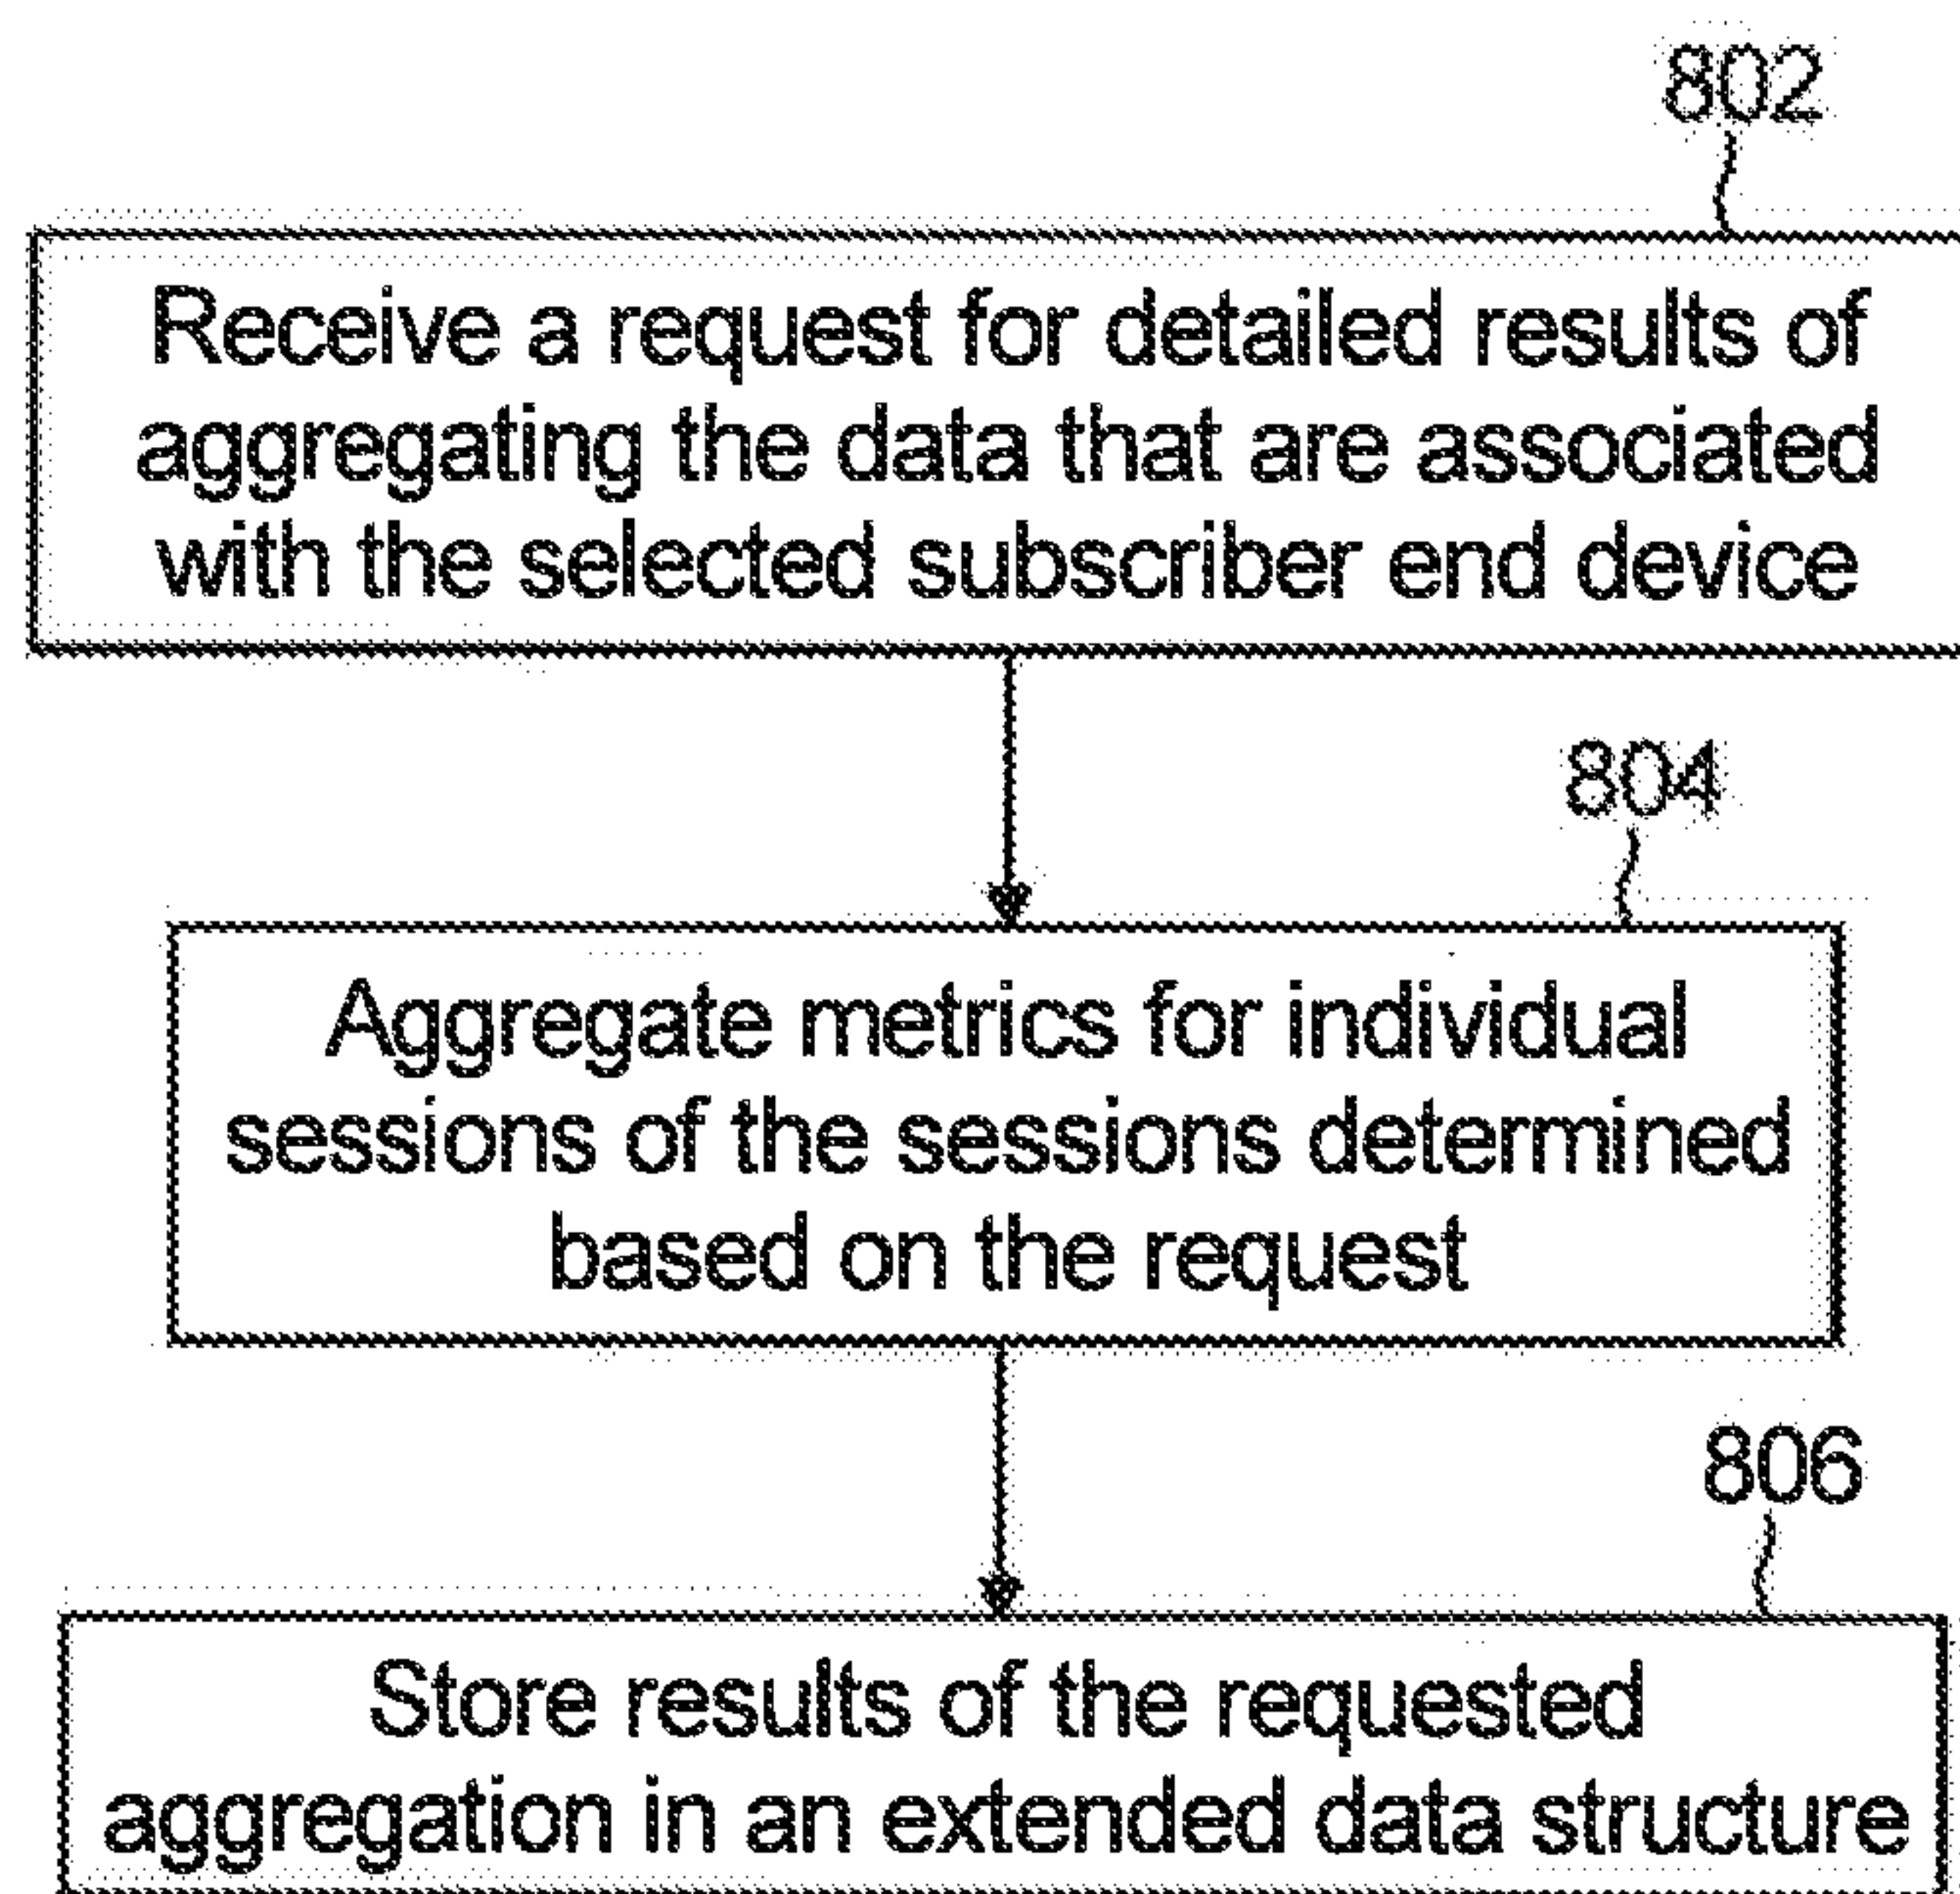 802
Receive a request for detailed results of
aggregating the data that are associated
with the selected subscriber end device
804
Aggregate metrics for individual
sessions of the sessions determined
based on the request
806
Store results of the requested
aggregation in an extended data structure